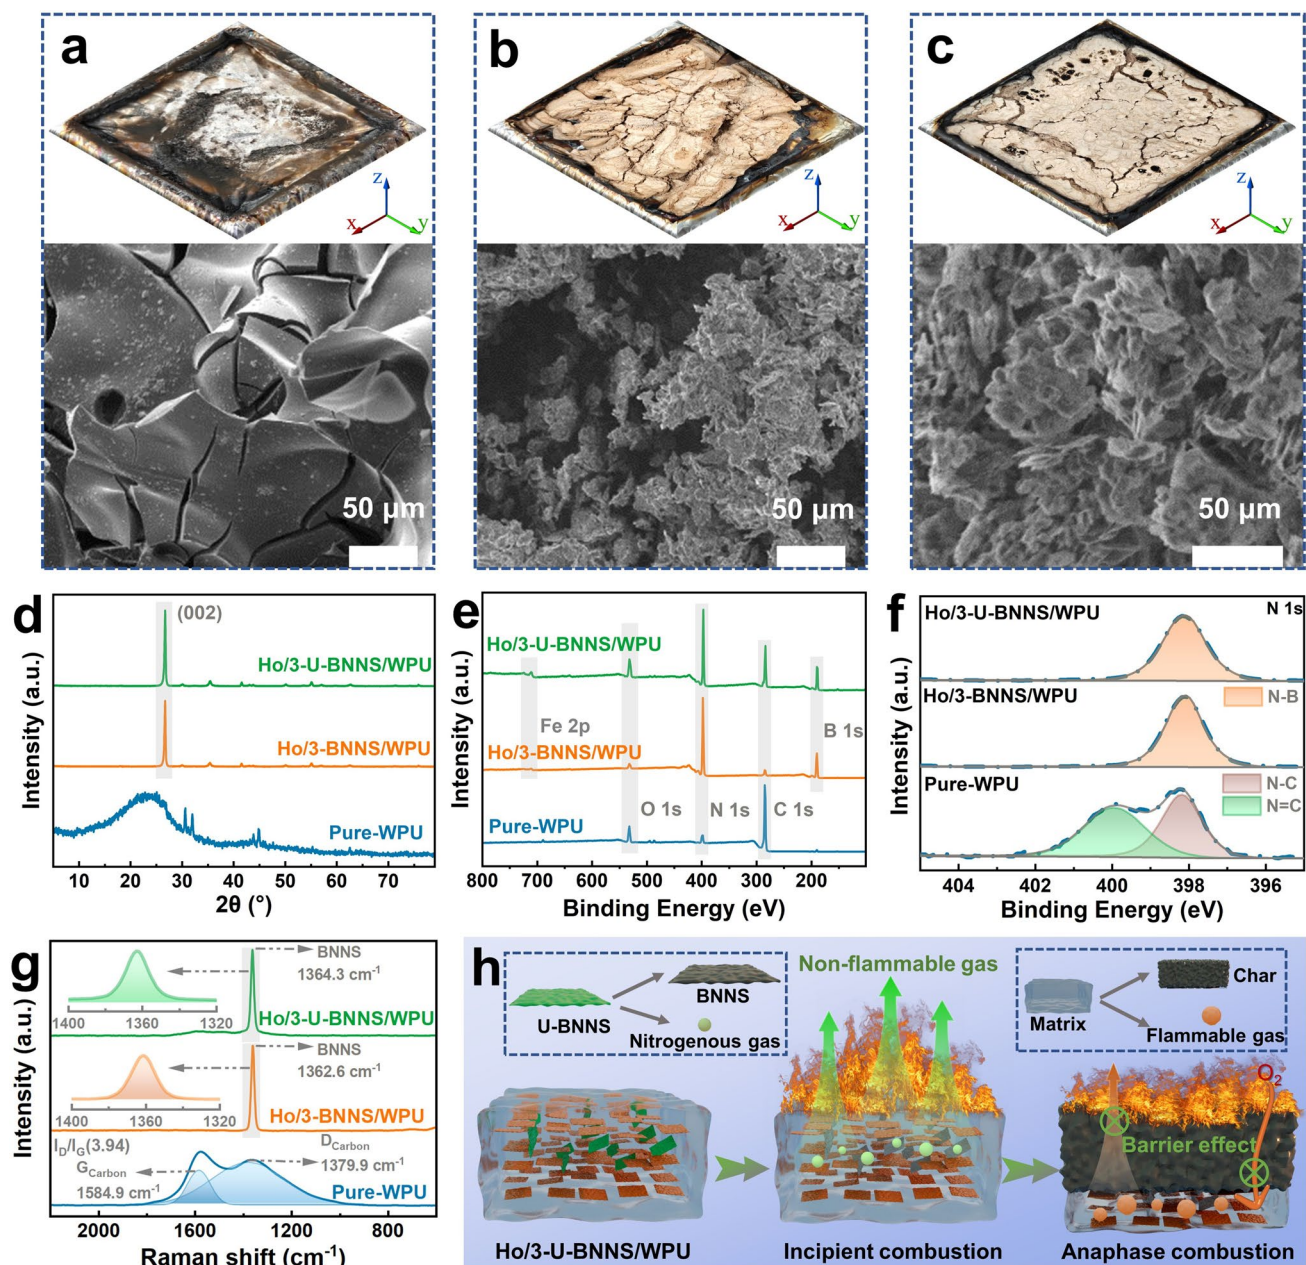 a
z
x
y
50 μm
b
z
x
y
50 μm
c
z
x
y
50 μm
d
(002)
Ho/3-U-BNNS/WPU
Ho/3-BNNS/WPU
Pure-WPU
Intensity (a.u.)
10 20 30 40 50 60 70
2θ (°)
e
Ho/3-U-BNNS/WPU
Fe 2p
B 1s
Ho/3-BNNS/WPU
O 1s
N 1s
C 1s
Pure-WPU
Intensity (a.u.)
800 700 600 500 400 300 200
Binding Energy (eV)
f
Ho/3-U-BNNS/WPU
N 1s
Ho/3-BNNS/WPU
N-B
Pure-WPU
N-C
N=C
Intensity (a.u.)
404 402 400 398 396
Binding Energy (eV)
g
BNNS
1364.3 cm⁻¹
1400 1360 1320
Ho/3-U-BNNS/WPU
BNNS
1362.6 cm⁻¹
1400 1360 1320
Ho/3-BNNS/WPU
I_D/I_G(3.94)
D_Carbon
G_Carbon
1379.9 cm⁻¹
1584.9 cm⁻¹
Pure-WPU
Intensity (a.u.)
2000 1600 1200 800
Raman shift (cm⁻¹)
h
U-BNNS
BNNS
Nitrogenous gas
Non-flammable gas
Matrix
Char
Flammable gas
O₂
Barrier effect
Ho/3-U-BNNS/WPU
Incipient combustion
Anaphase combustion